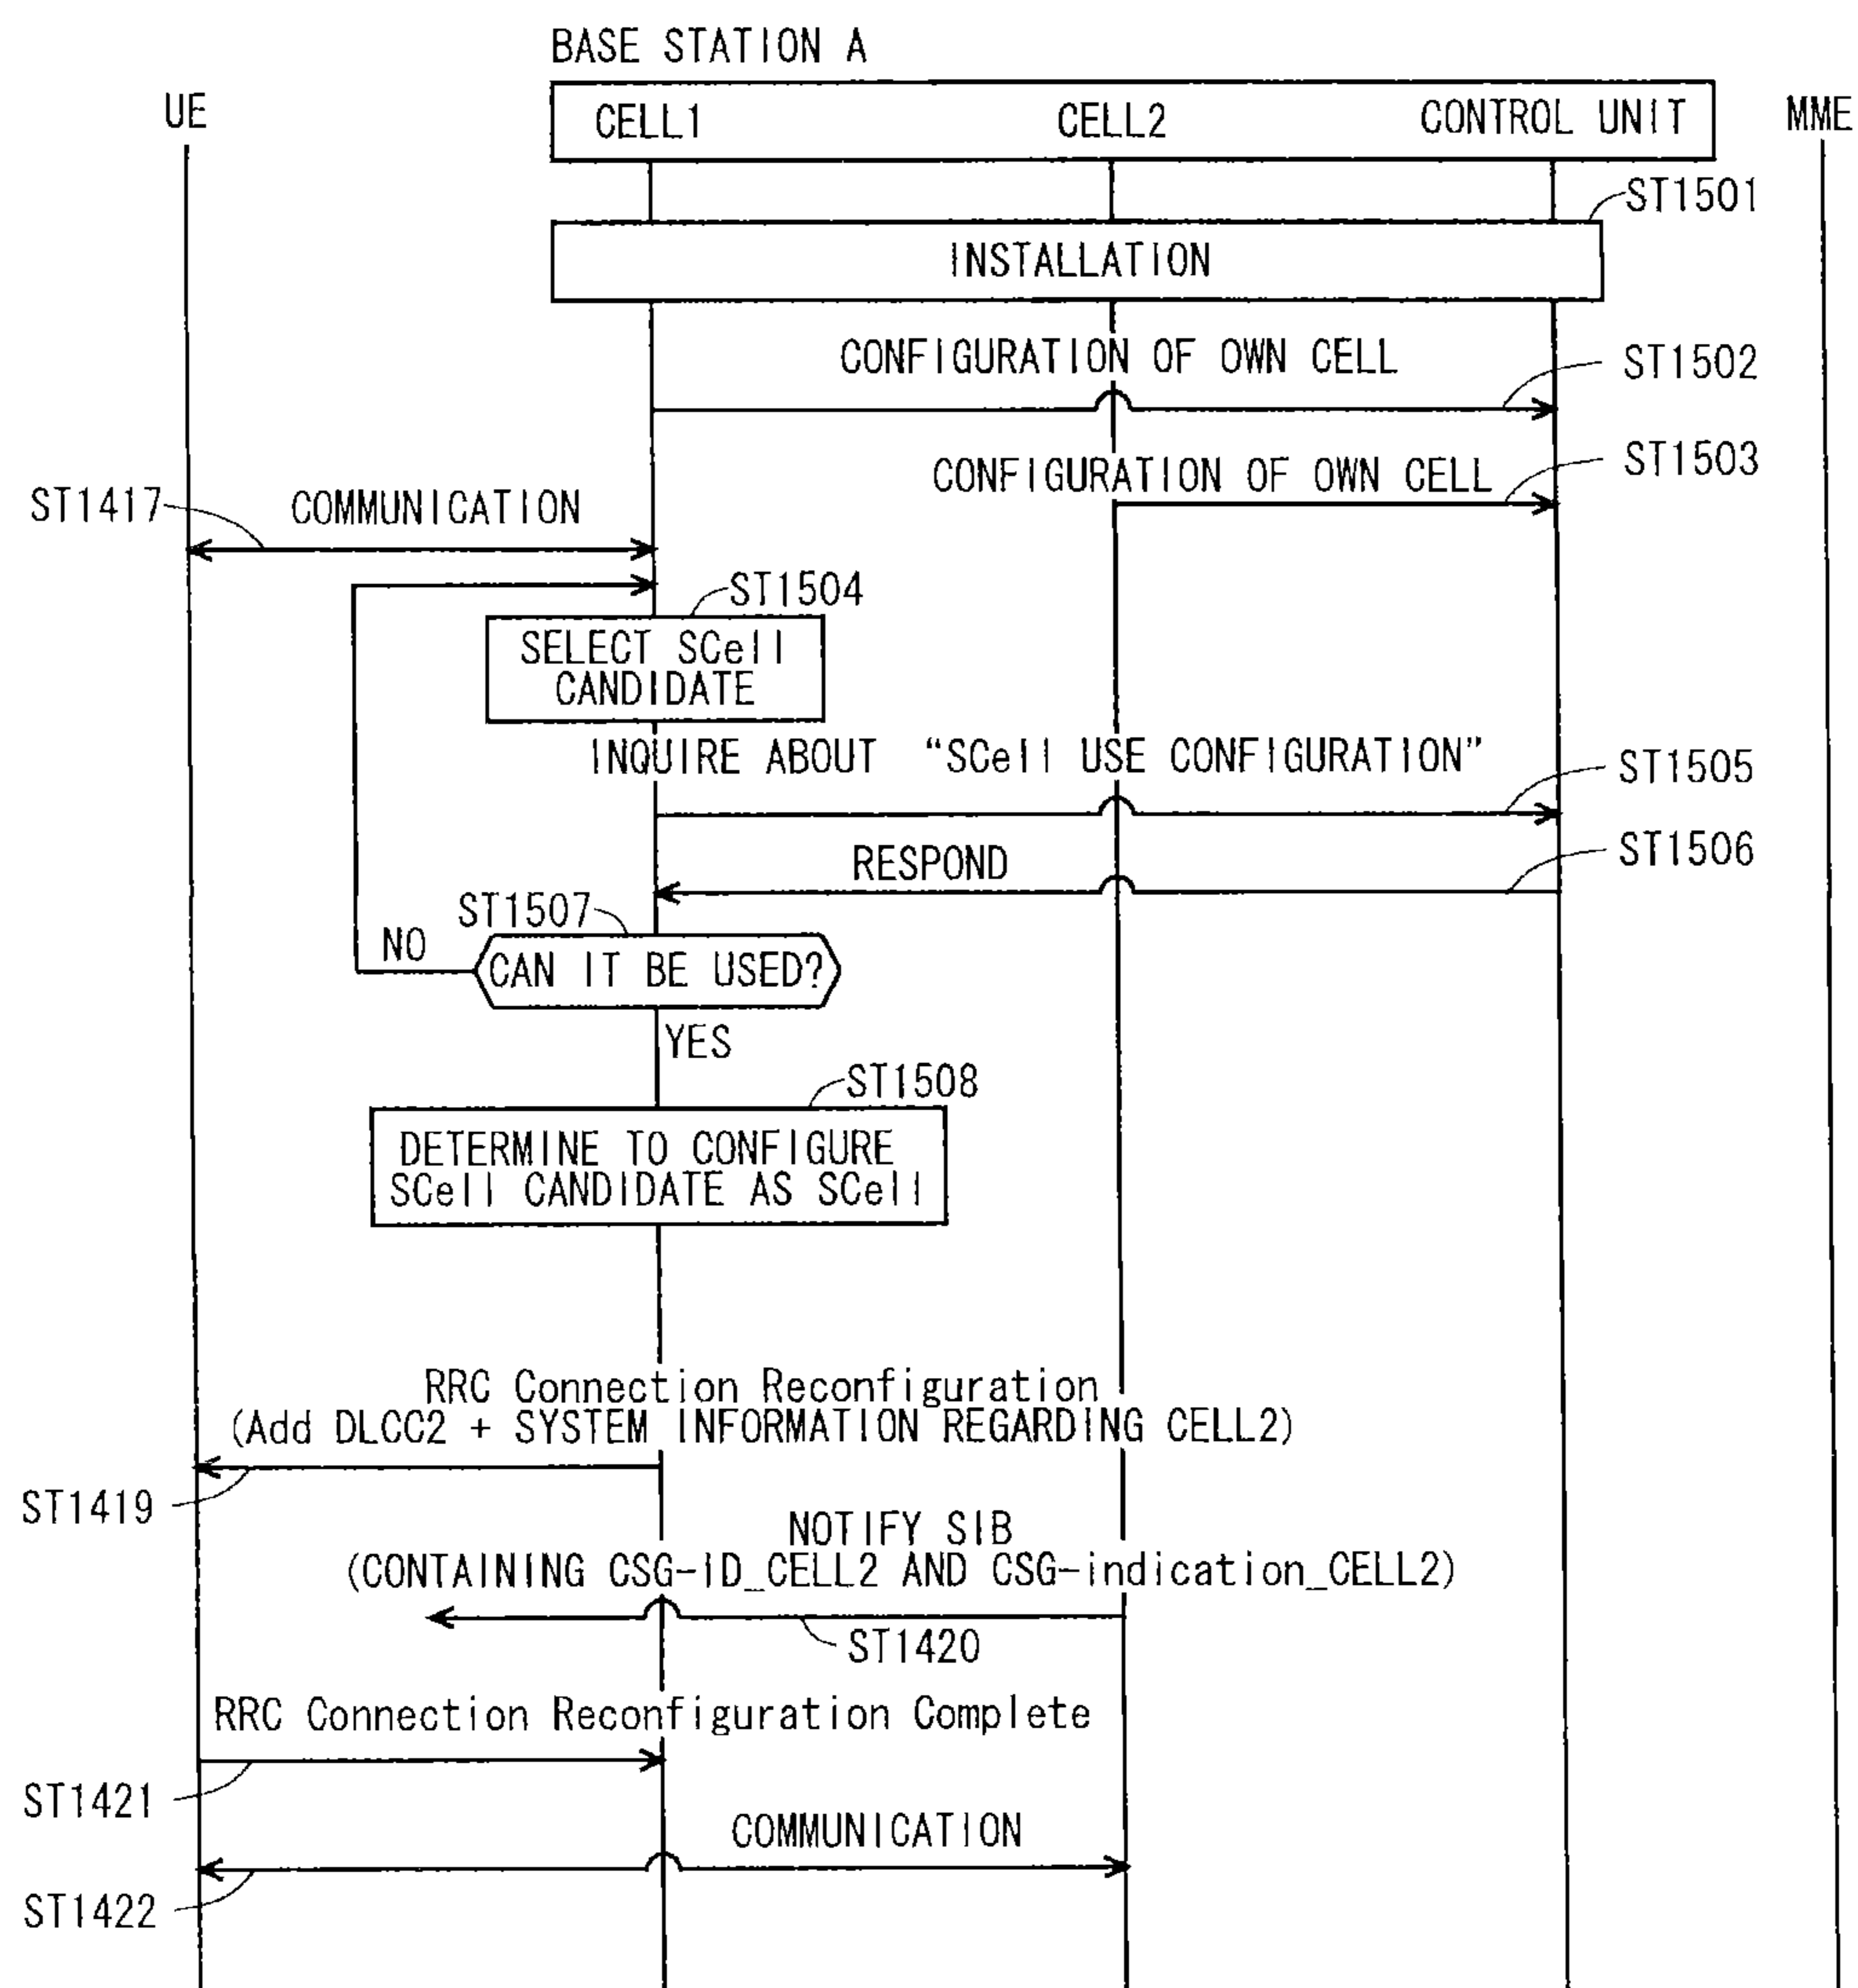 BASE STATION A
UE
CELL1
CELL2
CONTROL UNIT
MME
ST1501
INSTALLATION
CONFIGURATION OF OWN CELL
ST1502
CONFIGURATION OF OWN CELL
ST1503
ST1417
COMMUNICATION
ST1504
SELECT SCell
CANDIDATE
INQUIRE ABOUT "SCell USE CONFIGURATION"
ST1505
RESPOND
ST1506
ST1507
NO
CAN IT BE USED?
YES
ST1508
DETERMINE TO CONFIGURE
SCell CANDIDATE AS SCell
RRC Connection Reconfiguration
(Add DLCC2 + SYSTEM INFORMATION REGARDING CELL2)
ST1419
NOTIFY SIB
(CONTAINING CSG-ID_CELL2 AND CSG-indication_CELL2)
ST1420
RRC Connection Reconfiguration Complete
ST1421
COMMUNICATION
ST1422